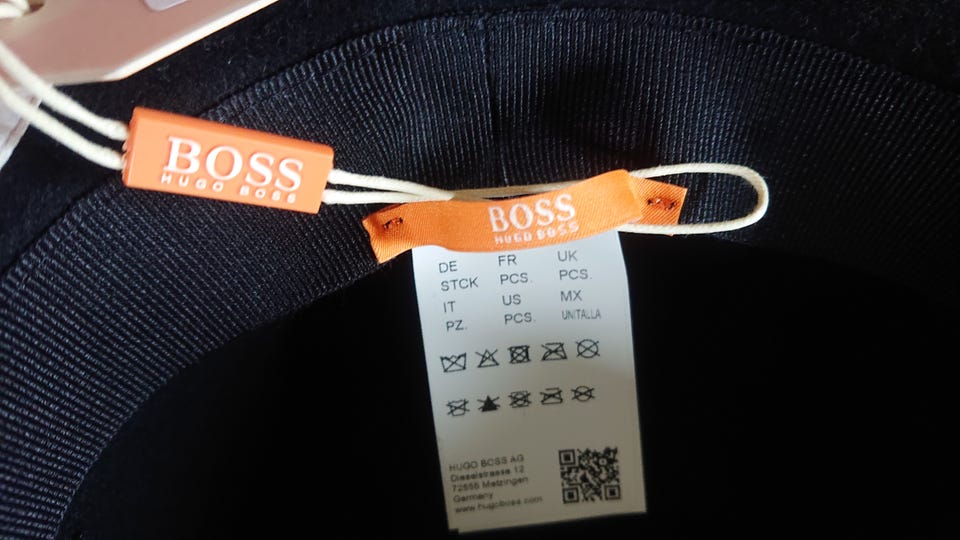 BOSS
HUGO BOSS
BOSS
HUGO BOSS
DE FR UK
STCK PCS. PCS.
IT US MX
PZ. PCS. UNITALLA
HUGO BOSS AG
Dieselstrasse 12
72555 Metzingen
Germany
www.hugoboss.com